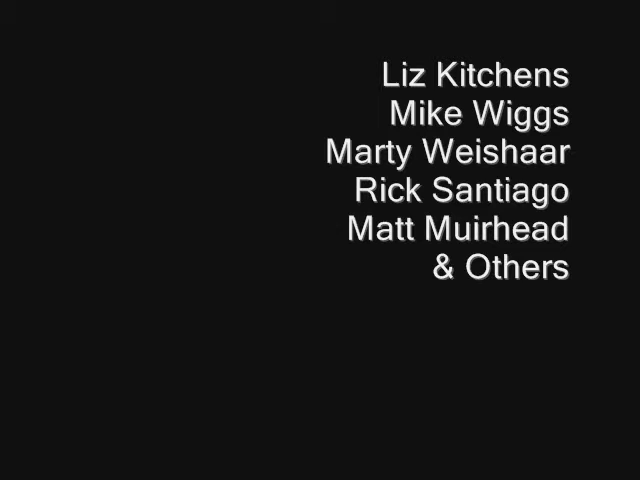 Liz Kitchens
Mike Wiggs
Marty Weishaar
Rick Santiago
Matt Muirhead
& Others